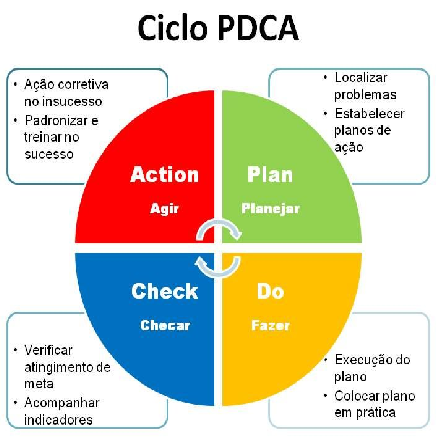 Ciclo PDCA
• Ação corretiva
no insucesso
• Padronizar e
treinar no
sucesso
• Localizar
problemas
• Estabelecer
planos de
ação
Action
Agir
Plan
Planejar
Check
Checar
Do
Fazer
• Verificar
atingimento de
meta
• Acompanhar
indicadores
• Execução do
plano
• Colocar plano
em prática